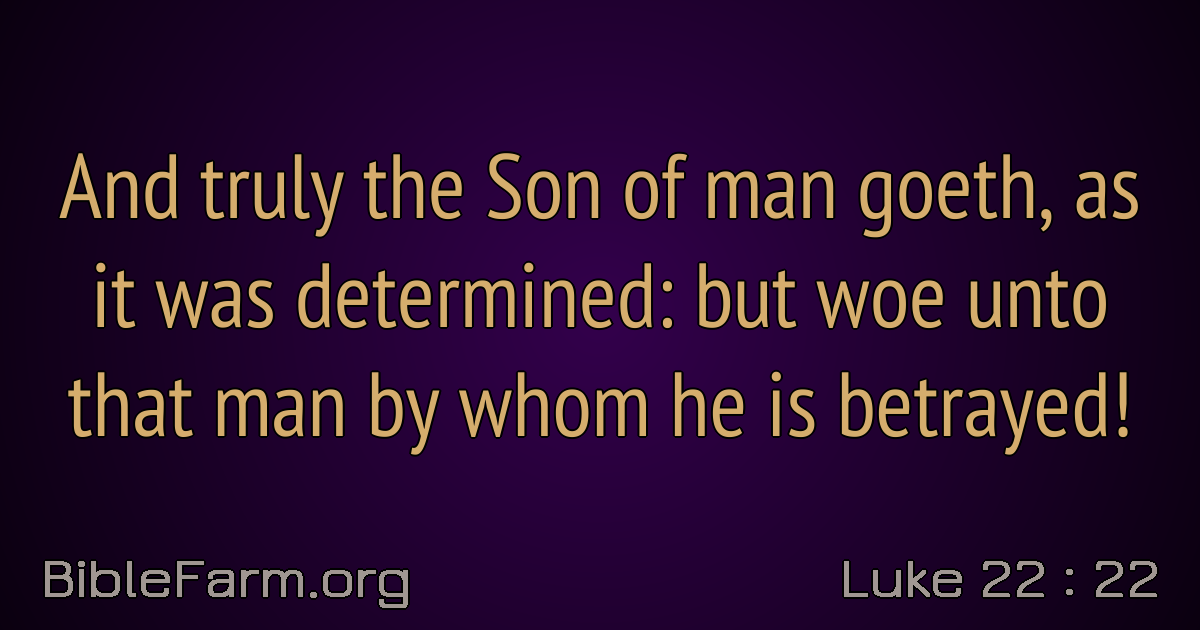 And truly the Son of man goeth, as
it was determined: but woe unto
that man by whom he is betrayed!
BibleFarm.org
Luke 22 : 22